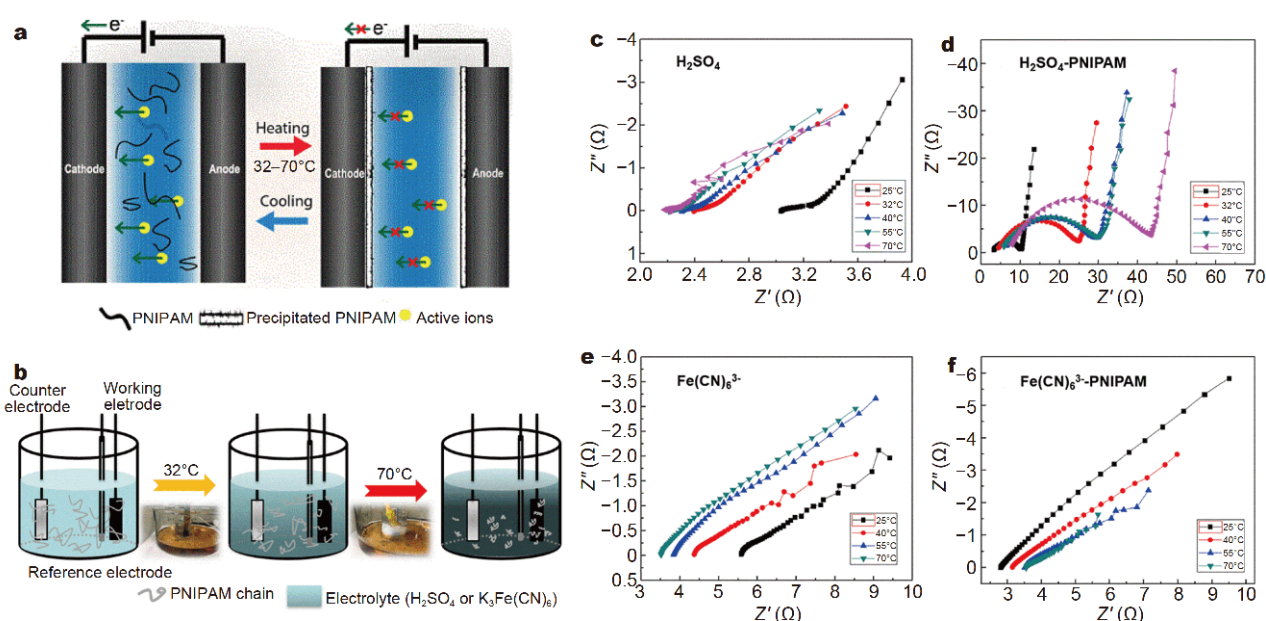 a
e⁻
e⁻
Cathode
Anode
Heating
32–70°C
Cooling
Cathode
Anode
PNIPAM
Precipitated PNIPAM
Active ions
b
Counter
electrode
Working
eletrode
32°C
70°C
Reference electrode
PNIPAM chain
Electrolyte (H₂SO₄ or K₃Fe(CN)₆)
c
H₂SO₄
Z″ (Ω)
−4
−3
−2
−1
0
1
25°C
32°C
40°C
55°C
70°C
2.0 2.4 2.8 3.2 3.6 4.0
Z′ (Ω)
d
H₂SO₄-PNIPAM
Z″ (Ω)
−40
−30
−20
−10
0
25°C
32°C
40°C
55°C
70°C
0 10 20 30 40 50 60 70
Z′ (Ω)
e
Fe(CN)₆³⁻
Z″ (Ω)
−4.0
−3.5
−3.0
−2.5
−2.0
−1.5
−1.0
−0.5
0
0.5
25°C
40°C
55°C
70°C
3 4 5 6 7 8 9 10
Z′ (Ω)
f
Fe(CN)₆³⁻-PNIPAM
Z″ (Ω)
−6
−5
−4
−3
−2
−1
0
25°C
40°C
55°C
70°C
3 4 5 6 7 8 9 10
Z′ (Ω)